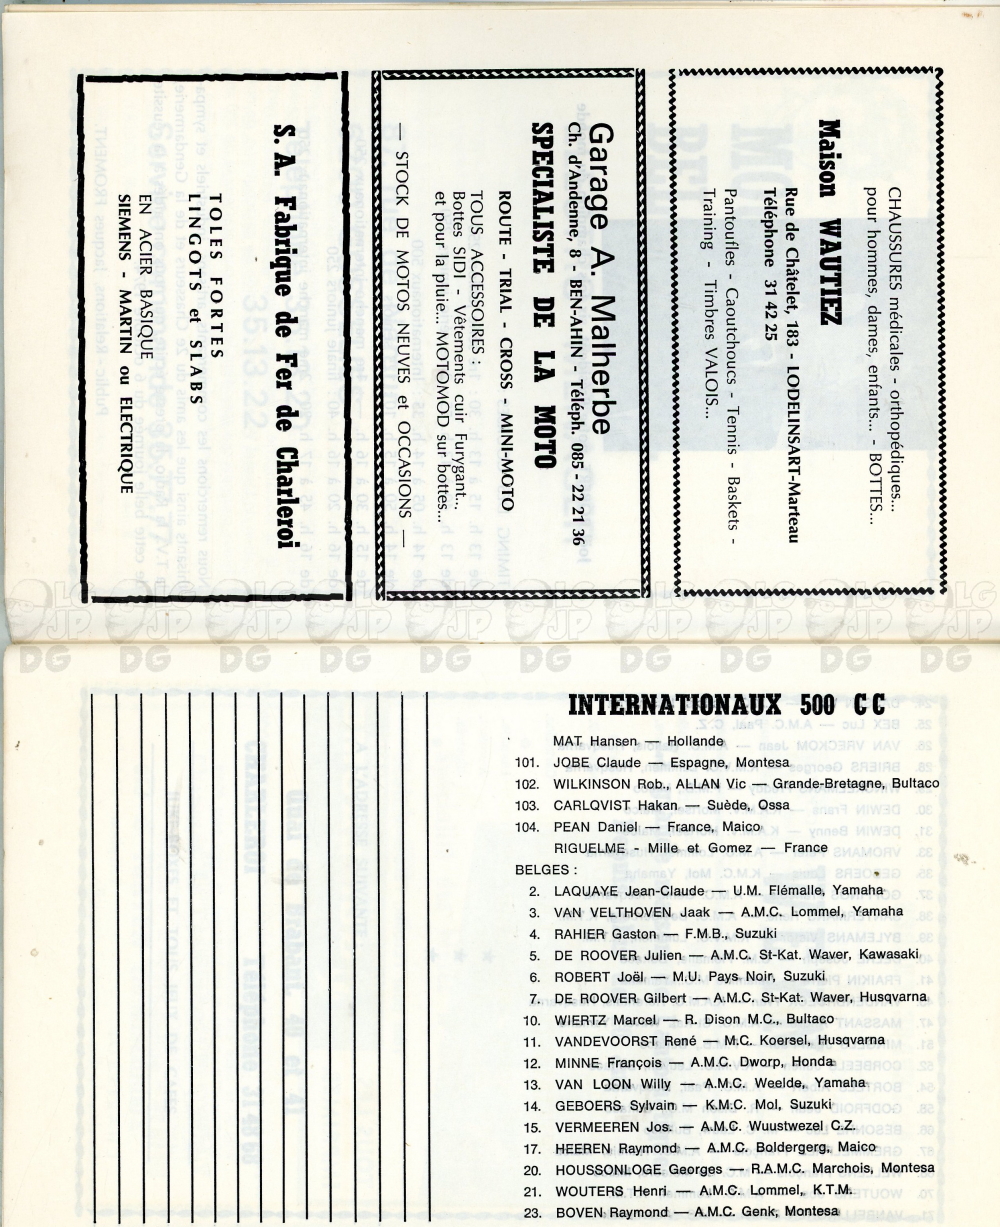 CHAUSSURES médicales - orthopédiques...
pour hommes, dames, enfants... - BOTTES...
Maison WAUTIEZ
Rue de Châtelet, 183 - LODELINSART-Marteau
Téléphone 31 42 25
Pantoufles - Caoutchoucs - Tennis - Baskets -
Training - Timbres VALOIS...
Garage A. Malherbe
Ch. d'Andenne, 8 - BEN-AHIN - Téléph. 085 - 22 21 36
SPECIALISTE DE LA MOTO
ROUTE - TRIAL - CROSS - MINI-MOTO
TOUS ACCESSOIRES :
Bottes SIDI - Vêtements cuir Furygant...
et pour la pluie... MOTOMOD sur bottes...
— STOCK DE MOTOS NEUVES et OCCASIONS —
S. A. Fabrique de Fer de Charleroi
TOLES FORTES
LINGOTS et SLABS
EN ACIER BASIQUE
SIEMENS - MARTIN ou ELECTRIQUE
INTERNATIONAUX 500 CC
MAT Hansen — Hollande
101. JOBE Claude — Espagne, Montesa
102. WILKINSON Rob., ALLAN Vic — Grande-Bretagne, Bultaco
103. CARLQVIST Hakan — Suède, Ossa
104. PEAN Daniel — France, Maico
RIGUELME - Mille et Gomez — France
BELGES :
2. LAQUAYE Jean-Claude — U.M. Flémalle, Yamaha
3. VAN VELTHOVEN Jaak — A.M.C. Lommel, Yamaha
4. RAHIER Gaston — F.M.B., Suzuki
5. DE ROOVER Julien — A.M.C. St-Kat. Waver, Kawasaki
6. ROBERT Joël — M.U. Pays Noir, Suzuki
7. DE ROOVER Gilbert — A.M.C. St-Kat. Waver, Husqvarna
10. WIERTZ Marcel — R. Dison M.C., Bultaco
11. VANDEVOORST René — M.C. Koersel, Husqvarna
12. MINNE François — A.M.C. Dworp, Honda
13. VAN LOON Willy — A.M.C. Weelde, Yamaha
14. GEBOERS Sylvain — K.M.C. Mol, Suzuki
15. VERMEEREN Jos. — A.M.C. Wuustwezel C.Z.
17. HEEREN Raymond — A.M.C. Boldergerg, Maico
20. HOUSSONLOGE Georges — R.A.M.C. Marchois, Montesa
21. WOUTERS Henri — A.M.C. Lommel, K.T.M.
23. BOVEN Raymond — A.M.C. Genk, Montesa